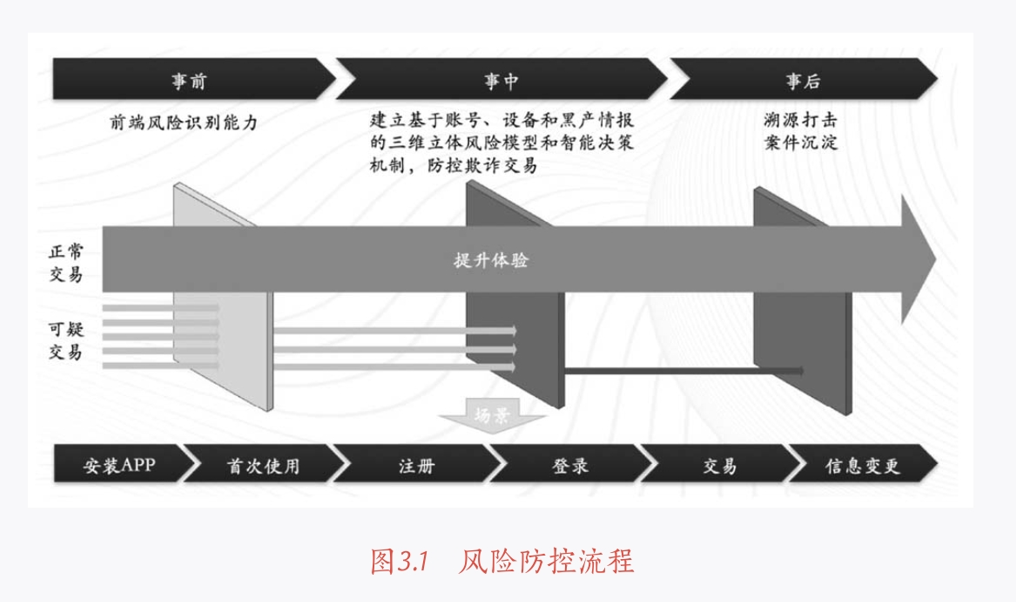 事前
事中
事后
前端风险识别能力
建立基于账号、设备和黑产情报
的三维立体风险模型和智能决策
机制，防控欺诈交易
溯源打击
案件沉淀
正常
交易
提升体验
可疑
交易
场景
安装APP
首次使用
注册
登录
交易
信息变更
图3.1 风险防控流程